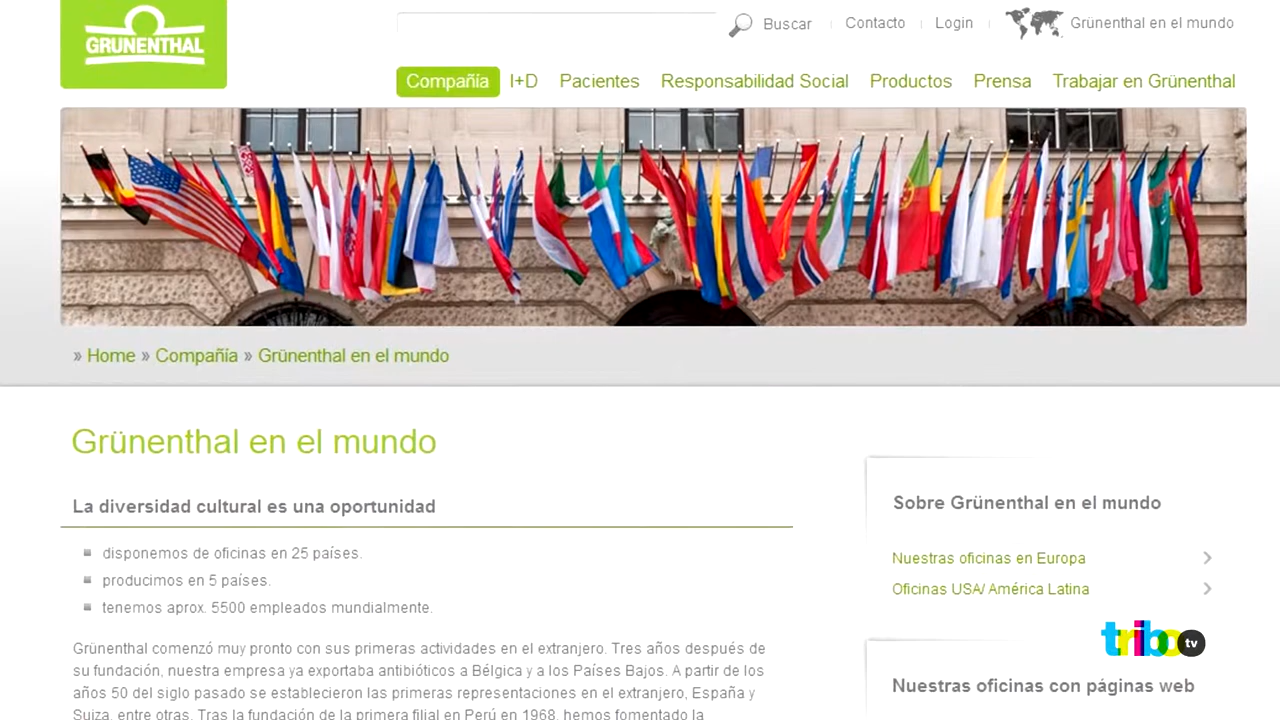 GRUNENTHAL
Buscar
Contacto
Login
Grünenthal en el mundo
Compañía
I+D
Pacientes
Responsabilidad Social
Productos
Prensa
Trabajar en Grünenthal
» Home » Compañía » Grünenthal en el mundo
Grünenthal en el mundo
La diversidad cultural es una oportunidad
disponemos de oficinas en 25 países.
producimos en 5 países.
tenemos aprox. 5500 empleados mundialmente.
Grünenthal comenzó muy pronto con sus primeras actividades en el extranjero. Tres años después de
su fundación, nuestra empresa ya exportaba antibióticos a Bélgica y a los Países Bajos. A partir de los
años 50 del siglo pasado se establecieron las primeras representaciones en el extranjero, España y
Suiza, entre otras. Tras la fundación de la primera filial en Perú en 1968, hemos fomentado la
Sobre Grünenthal en el mundo
Nuestras oficinas en Europa
Oficinas USA/ América Latina
tribo tv
Nuestras oficinas con páginas web